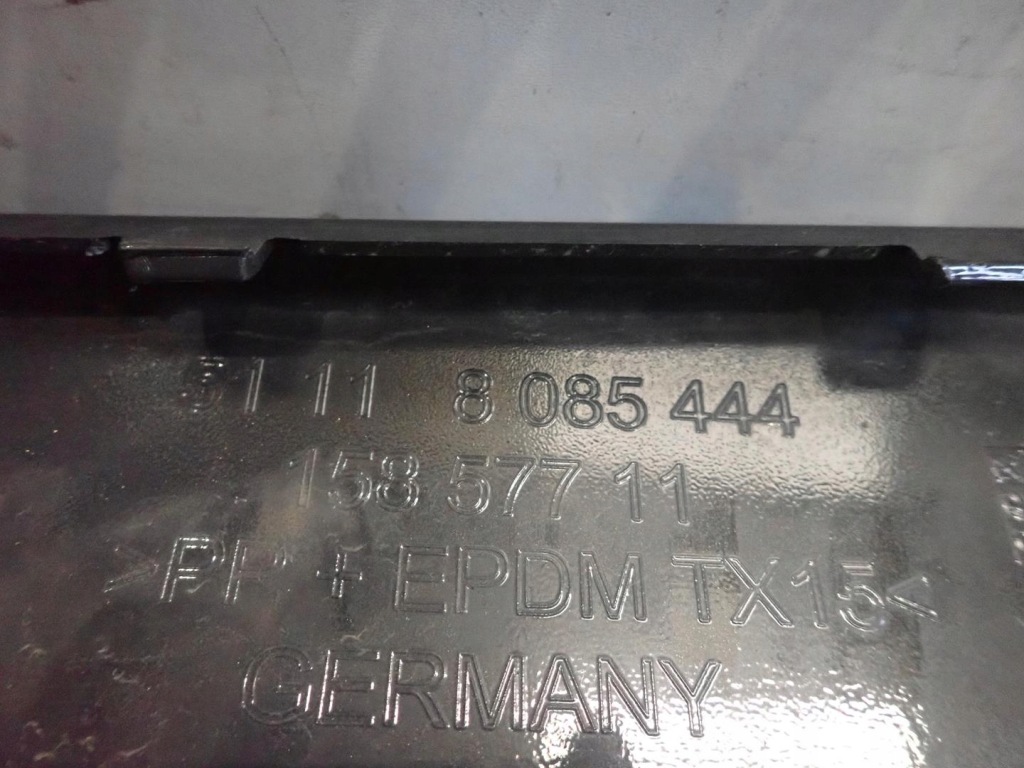 51 11 8 085 444
158 577 11
>PP + EPDM TX15<
GERMANY